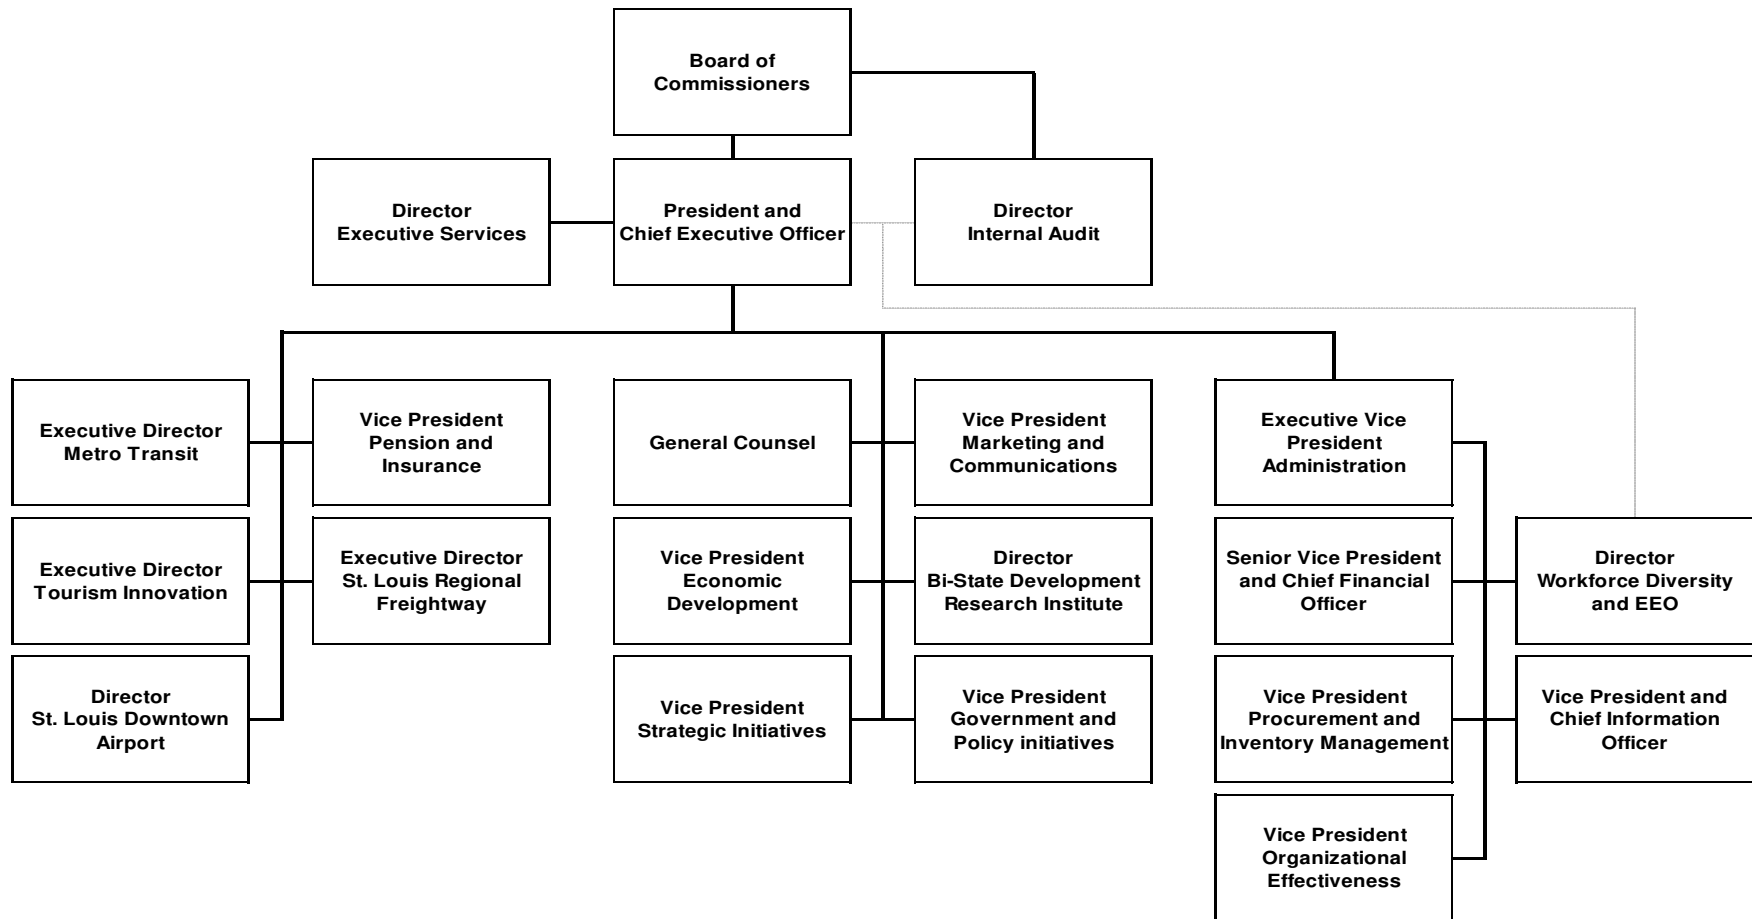 Board of
Commissioners
Director
Executive Services
President and
Chief Executive Officer
Director
Internal Audit
Executive Director
Metro Transit
Vice President
Pension and
Insurance
General Counsel
Vice President
Marketing and
Communications
Executive Vice
President
Administration
Executive Director
Tourism Innovation
Executive Director
St. Louis Regional
Freightway
Vice President
Economic
Development
Director
Bi-State Development
Research Institute
Senior Vice President
and Chief Financial
Officer
Director
Workforce Diversity
and EEO
Director
St. Louis Downtown
Airport
Vice President
Strategic Initiatives
Vice President
Government and
Policy initiatives
Vice President
Procurement and
Inventory Management
Vice President and
Chief Information
Officer
Vice President
Organizational
Effectiveness